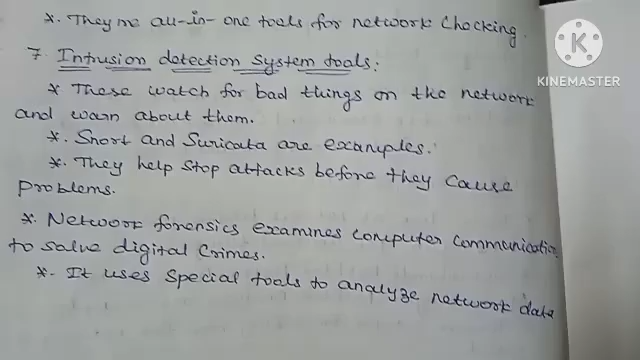 *. They're all-in-one tools for network checking.
7. Intrusion detection System tools:
*. These watch for bad things on the network
and warn about them.
*. Snort and Suricata are examples.
*. They help stop attacks before they cause
problems.
*. Network forensics examines computer communication
to solve digital crimes.
*. It uses special tools to analyze network data
KINEMASTER